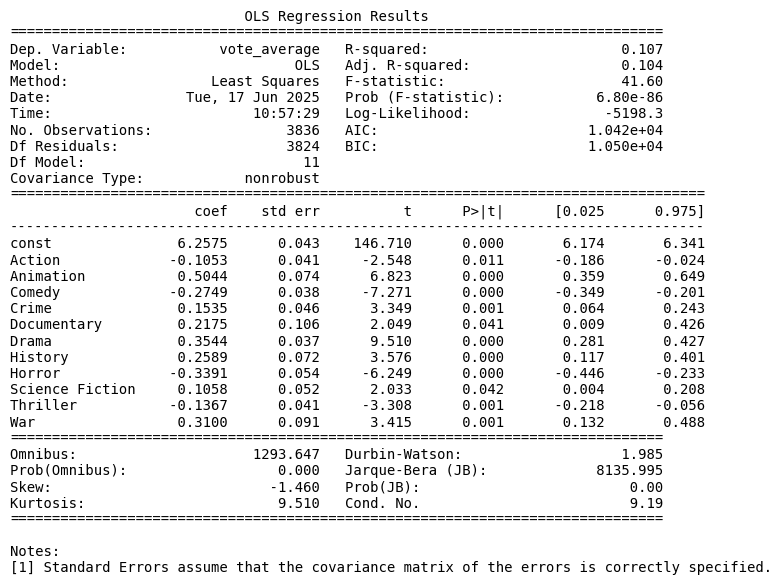 OLS Regression Results
==============================================================================
Dep. Variable:           vote_average   R-squared:                       0.107
Model:                            OLS   Adj. R-squared:                  0.104
Method:                 Least Squares   F-statistic:                     41.60
Date:                Tue, 17 Jun 2025   Prob (F-statistic):           6.80e-86
Time:                        10:57:29   Log-Likelihood:                -5198.3
No. Observations:                3836   AIC:                         1.042e+04
Df Residuals:                    3824   BIC:                         1.050e+04
Df Model:                          11
Covariance Type:            nonrobust
===================================================================================
                      coef    std err          t      P>|t|      [0.025      0.975]
-----------------------------------------------------------------------------------
const               6.2575      0.043    146.710      0.000       6.174       6.341
Action             -0.1053      0.041     -2.548      0.011      -0.186      -0.024
Animation           0.5044      0.074      6.823      0.000       0.359       0.649
Comedy             -0.2749      0.038     -7.271      0.000      -0.349      -0.201
Crime               0.1535      0.046      3.349      0.001       0.064       0.243
Documentary         0.2175      0.106      2.049      0.041       0.009       0.426
Drama               0.3544      0.037      9.510      0.000       0.281       0.427
History             0.2589      0.072      3.576      0.000       0.117       0.401
Horror             -0.3391      0.054     -6.249      0.000      -0.446      -0.233
Science Fiction     0.1058      0.052      2.033      0.042       0.004       0.208
Thriller           -0.1367      0.041     -3.308      0.001      -0.218      -0.056
War                 0.3100      0.091      3.415      0.001       0.132       0.488
==============================================================================
Omnibus:                     1293.647   Durbin-Watson:                   1.985
Prob(Omnibus):                  0.000   Jarque-Bera (JB):             8135.995
Skew:                          -1.460   Prob(JB):                         0.00
Kurtosis:                       9.510   Cond. No.                         9.19
==============================================================================

Notes:
[1] Standard Errors assume that the covariance matrix of the errors is correctly specified.